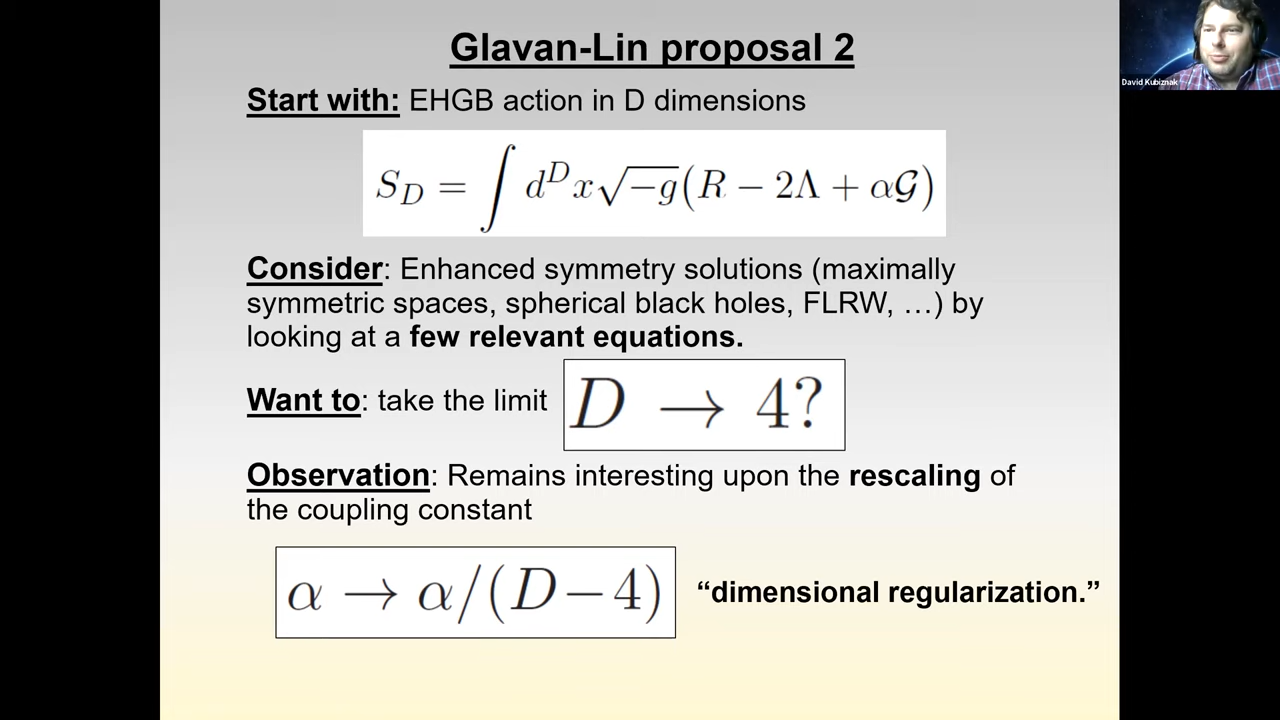 Glavan-Lin proposal 2
David Kubiznak
Start with: EHGB action in D dimensions
S_D = ∫ d^D x √−g (R − 2Λ + α𝒢)
Consider: Enhanced symmetry solutions (maximally
symmetric spaces, spherical black holes, FLRW, …) by
looking at a few relevant equations.
Want to: take the limit D → 4?
Observation: Remains interesting upon the rescaling of
the coupling constant
α → α/(D−4) “dimensional regularization.”